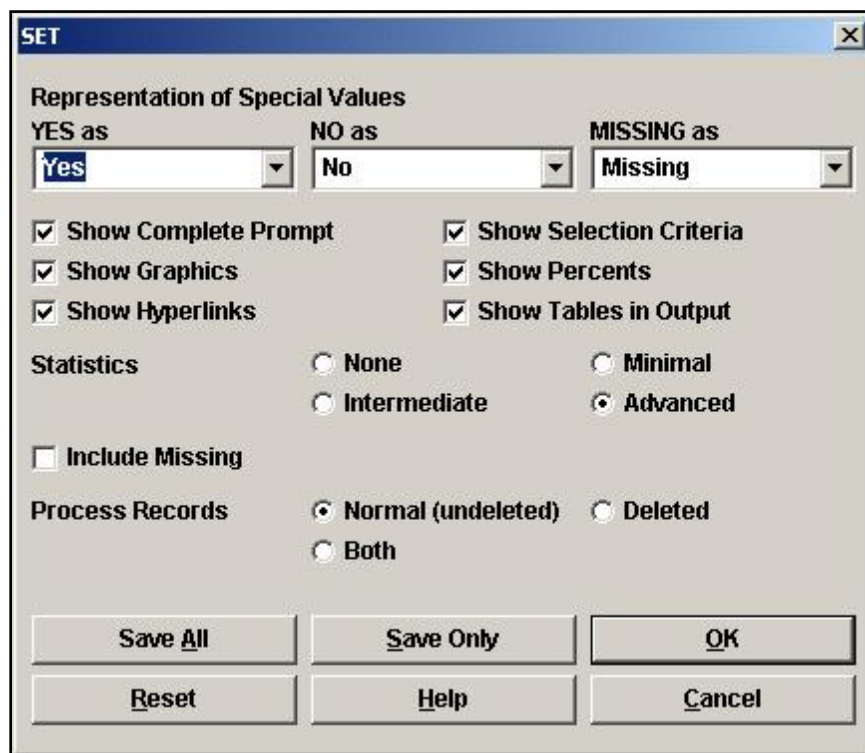 SET
Representation of Special Values
YES as NO as MISSING as
Yes No Missing
Show Complete Prompt Show Selection Criteria
Show Graphics Show Percents
Show Hyperlinks Show Tables in Output
Statistics None Minimal
Intermediate Advanced
Include Missing
Process Records Normal (undeleted) Deleted
Both
Save All Save Only OK
Reset Help Cancel